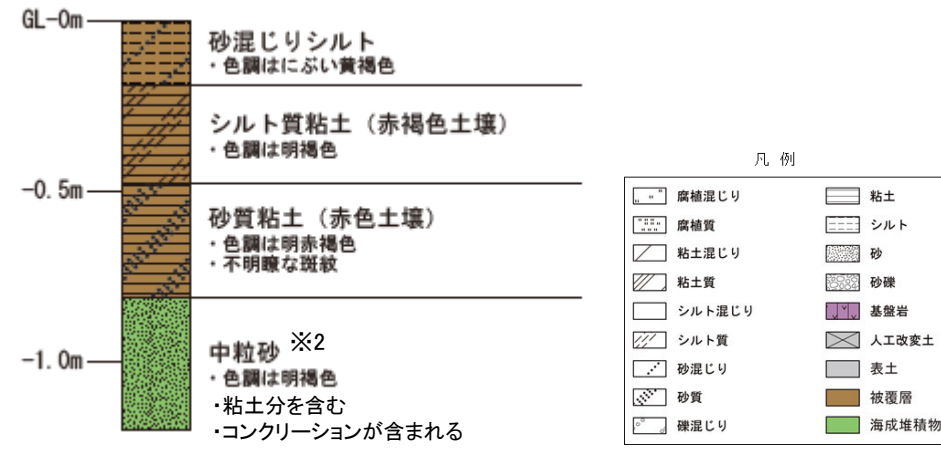 GL-0m
砂混じりシルト
・色調はにぶい黄褐色
シルト質粘土（赤褐色土壌）
・色調は明褐色
-0.5m
砂質粘土（赤色土壌）
・色調は明赤褐色
・不明瞭な斑紋
-1.0m
中粒砂 ※2
・色調は明褐色
・粘土分を含む
・コンクリーションが含まれる
凡 例
腐植混じり
腐植質
粘土混じり
粘土質
シルト混じり
シルト質
砂混じり
砂質
礫混じり
粘土
シルト
砂
砂礫
基盤岩
人工改変土
表土
被覆層
海成堆積物